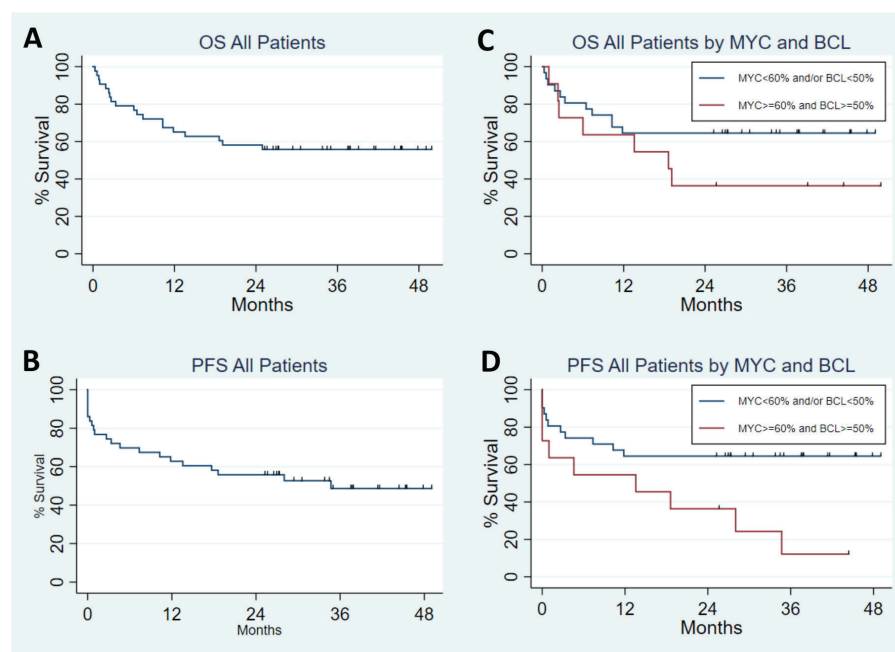 A
OS All Patients
% Survival
100
80
60
40
20
0
0 12 24 36 48
Months
C
OS All Patients by MYC and BCL
MYC<60% and/or BCL<50%
MYC>=60% and BCL>=50%
% Survival
100
80
60
40
20
0
0 12 24 36 48
Months
B
PFS All Patients
% Survival
100
80
60
40
20
0
0 12 24 36 48
Months
D
PFS All Patients by MYC and BCL
MYC<60% and/or BCL<50%
MYC>=60% and BCL>=50%
% Survival
100
80
60
40
20
0
0 12 24 36 48
Months